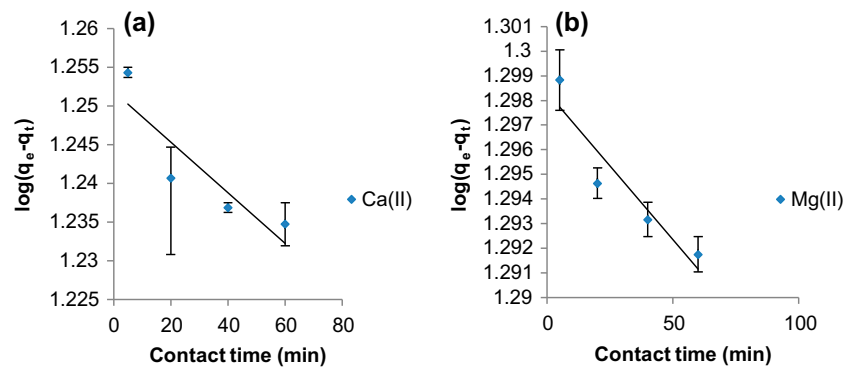 (a)
log(qe-qt)
1.26
1.255
1.25
1.245
1.24
1.235
1.23
1.225
0 20 40 60 80
Contact time (min)
Ca(II)
(b)
log(qe-qt)
1.301
1.3
1.299
1.298
1.297
1.296
1.295
1.294
1.293
1.292
1.291
1.29
0 50 100
Contact time (min)
Mg(II)